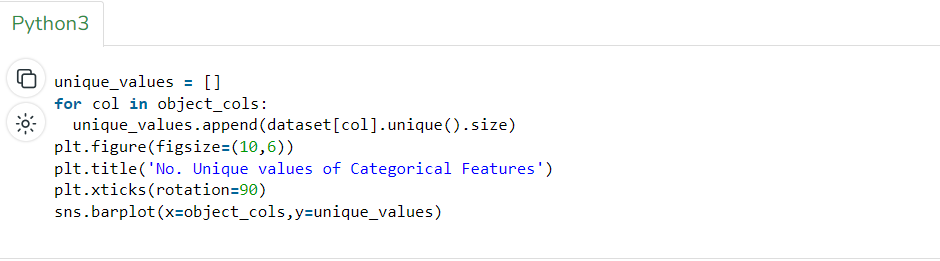 Python3
unique_values = []
for col in object_cols:
  unique_values.append(dataset[col].unique().size)
plt.figure(figsize=(10,6))
plt.title('No. Unique values of Categorical Features')
plt.xticks(rotation=90)
sns.barplot(x=object_cols,y=unique_values)